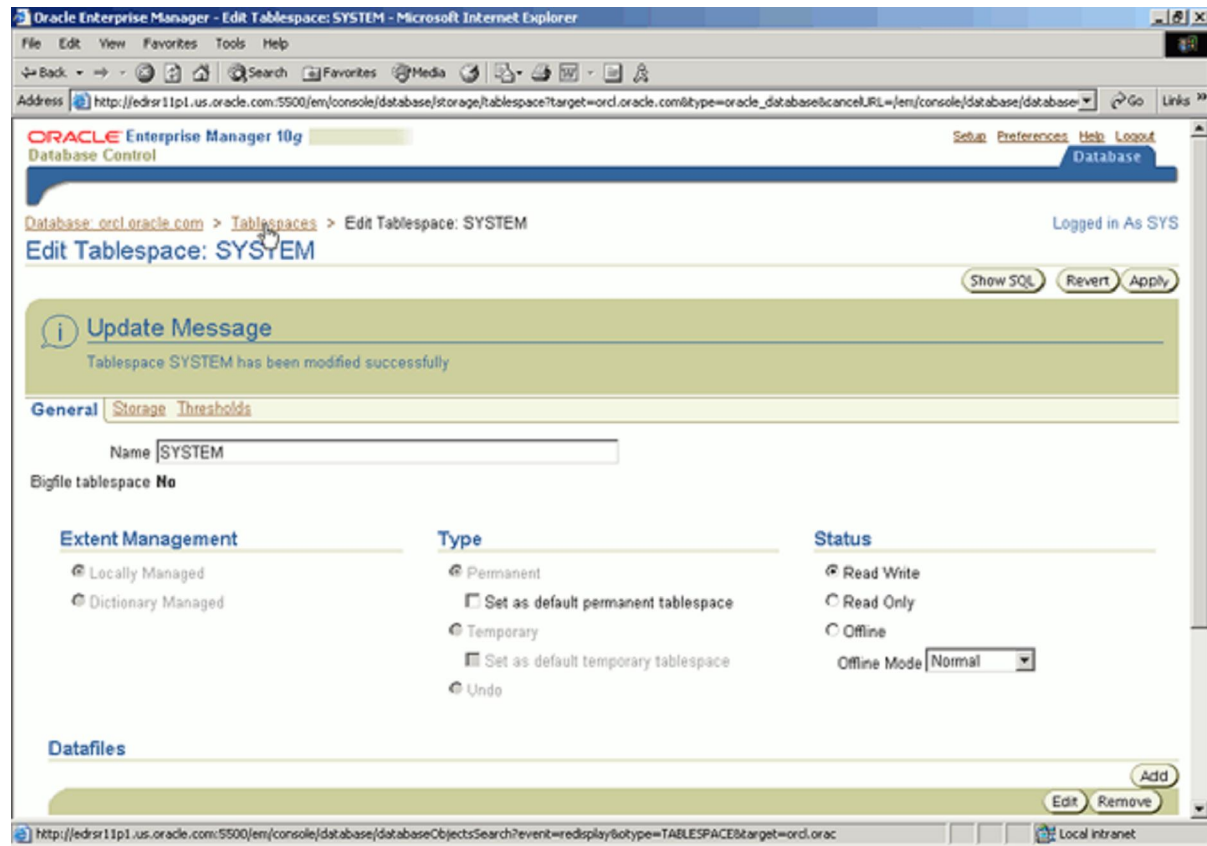 Oracle Enterprise Manager - Edit Tablespace: SYSTEM - Microsoft Internet Explorer
File Edit View Favorites Tools Help
Back Search Favorites Media
Address http://edrsr11p1.us.oracle.com:5500/em/console/database/storage/tablespace?target=orcl.oracle.com&type=oracle_database&cancelURL=/em/console/database/database Go Links »
ORACLE Enterprise Manager 10g
Setup Preferences Help Logout
Database Control
Database
Database: orcl.oracle.com > Tablespaces > Edit Tablespace: SYSTEM
Logged in As SYS
Edit Tablespace: SYSTEM
Show SQL Revert Apply
i Update Message
Tablespace SYSTEM has been modified successfully
General Storage Thresholds
Name SYSTEM
Bigfile tablespace No
Extent Management Type Status
Locally Managed Permanent Read Write
Dictionary Managed Set as default permanent tablespace Read Only
Temporary Offline
Set as default temporary tablespace Offline Mode Normal
Undo
Datafiles
Add
Edit Remove
http://edrsr11p1.us.oracle.com:5500/em/console/database/databaseObjectsSearch?event=redisplay&otype=TABLESPACE&target=orcl.orac Local intranet